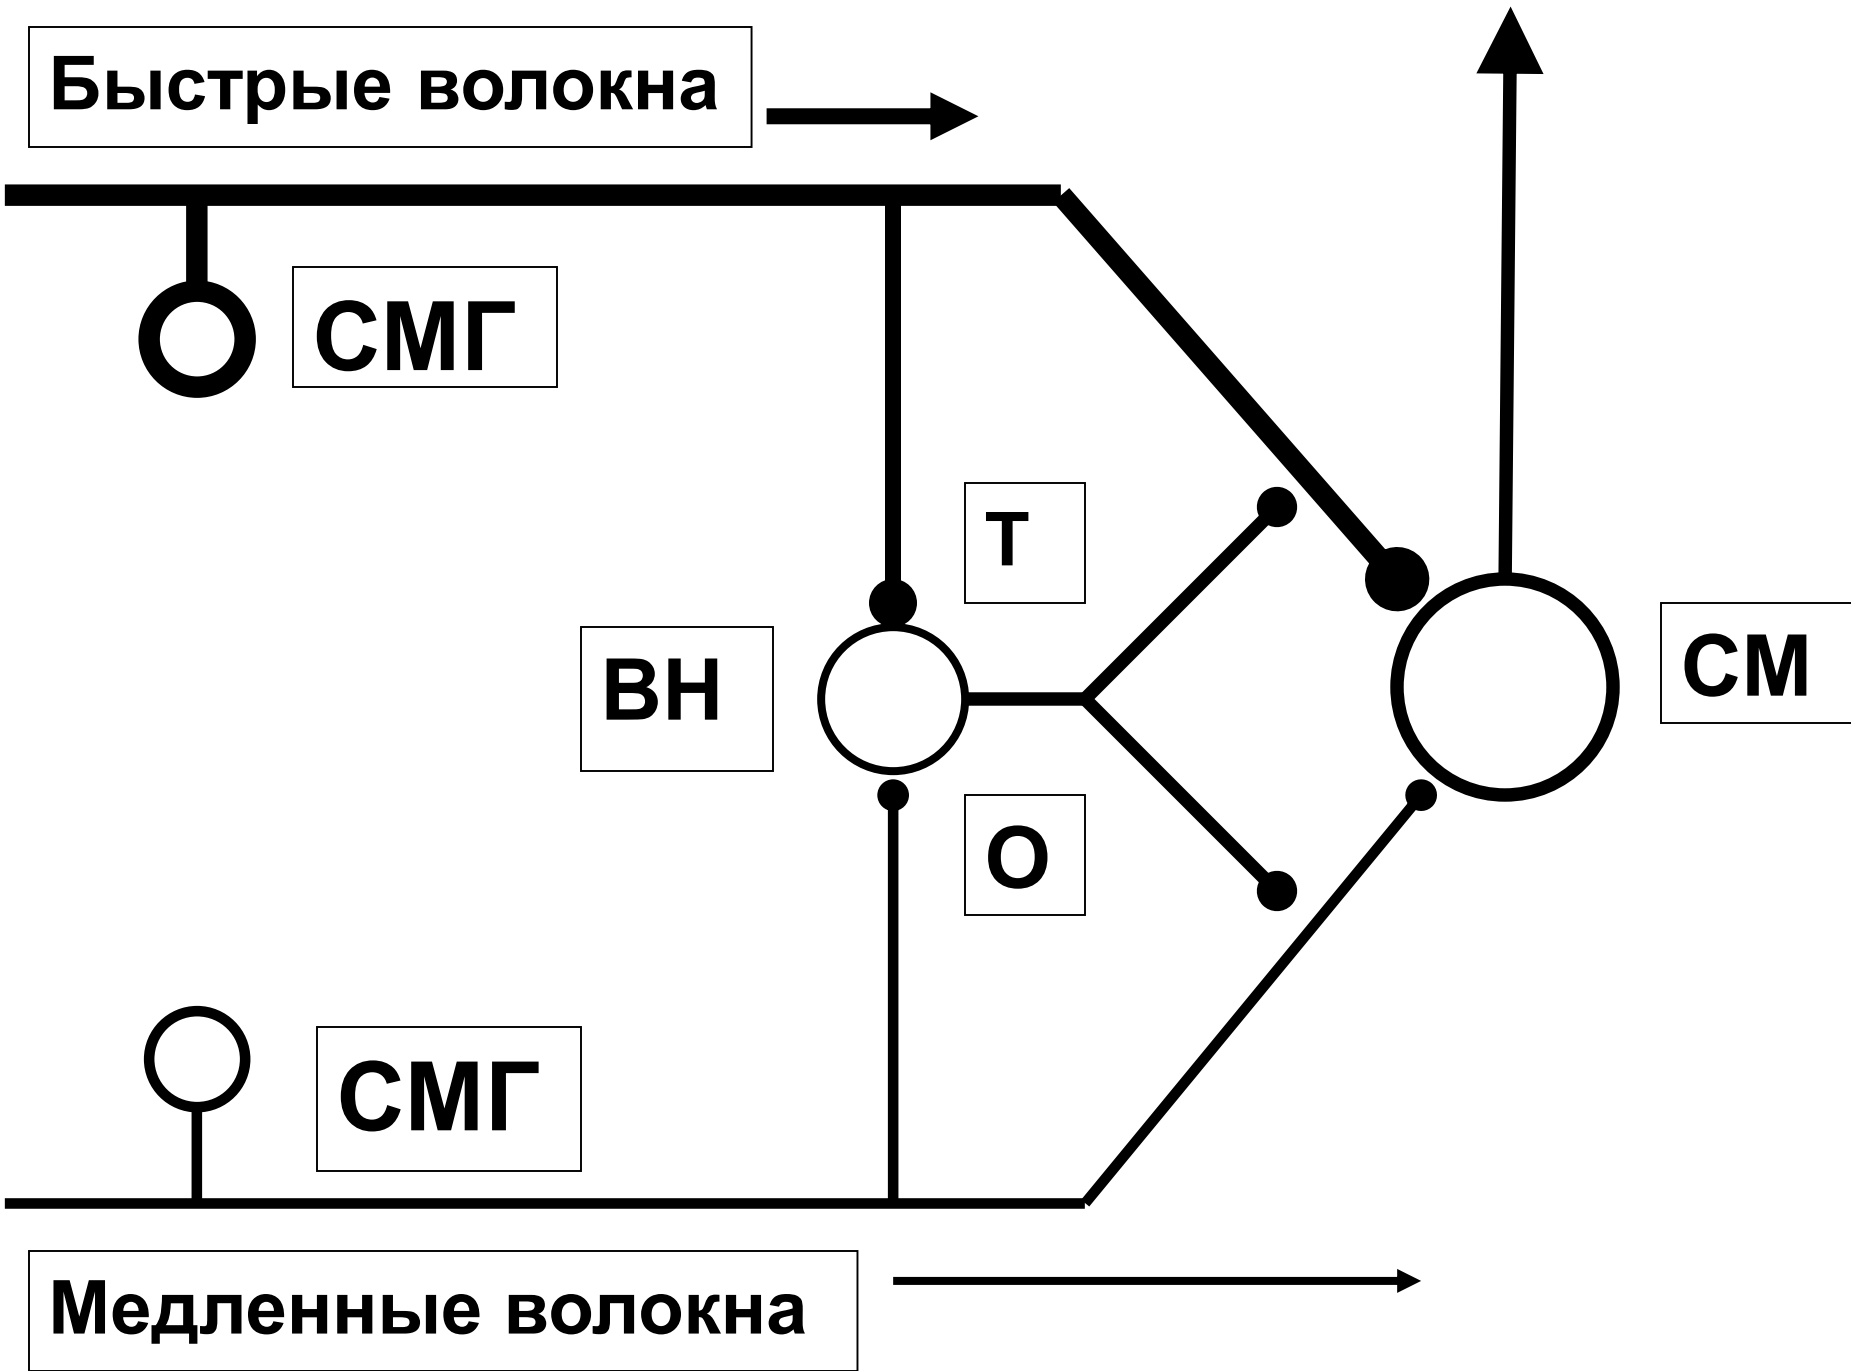 Быстрые волокна
СМГ
Т
ВН
СМ
О
СМГ
Медленные волокна